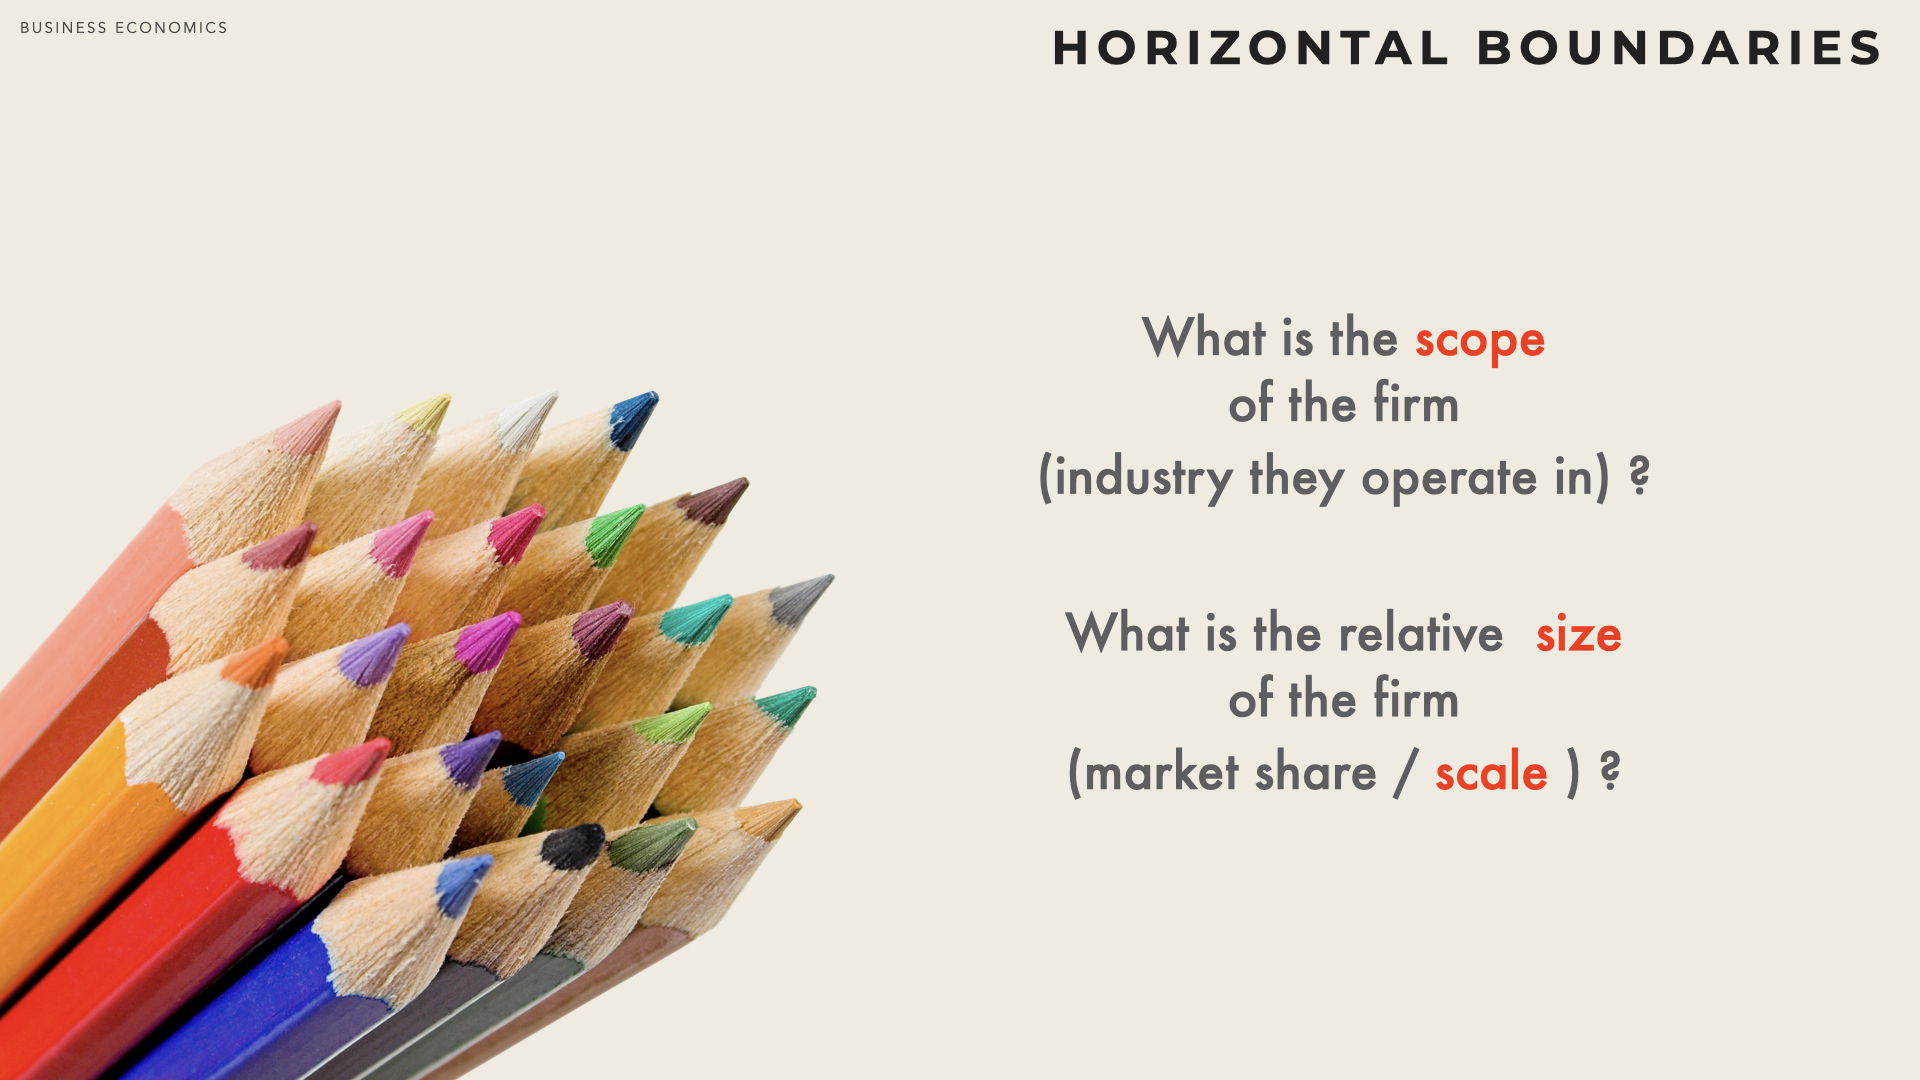 BUSINESS ECONOMICS
HORIZONTAL BOUNDARIES
What is the scope
of the firm
(industry they operate in) ?
What is the relative size
of the firm
(market share / scale ) ?